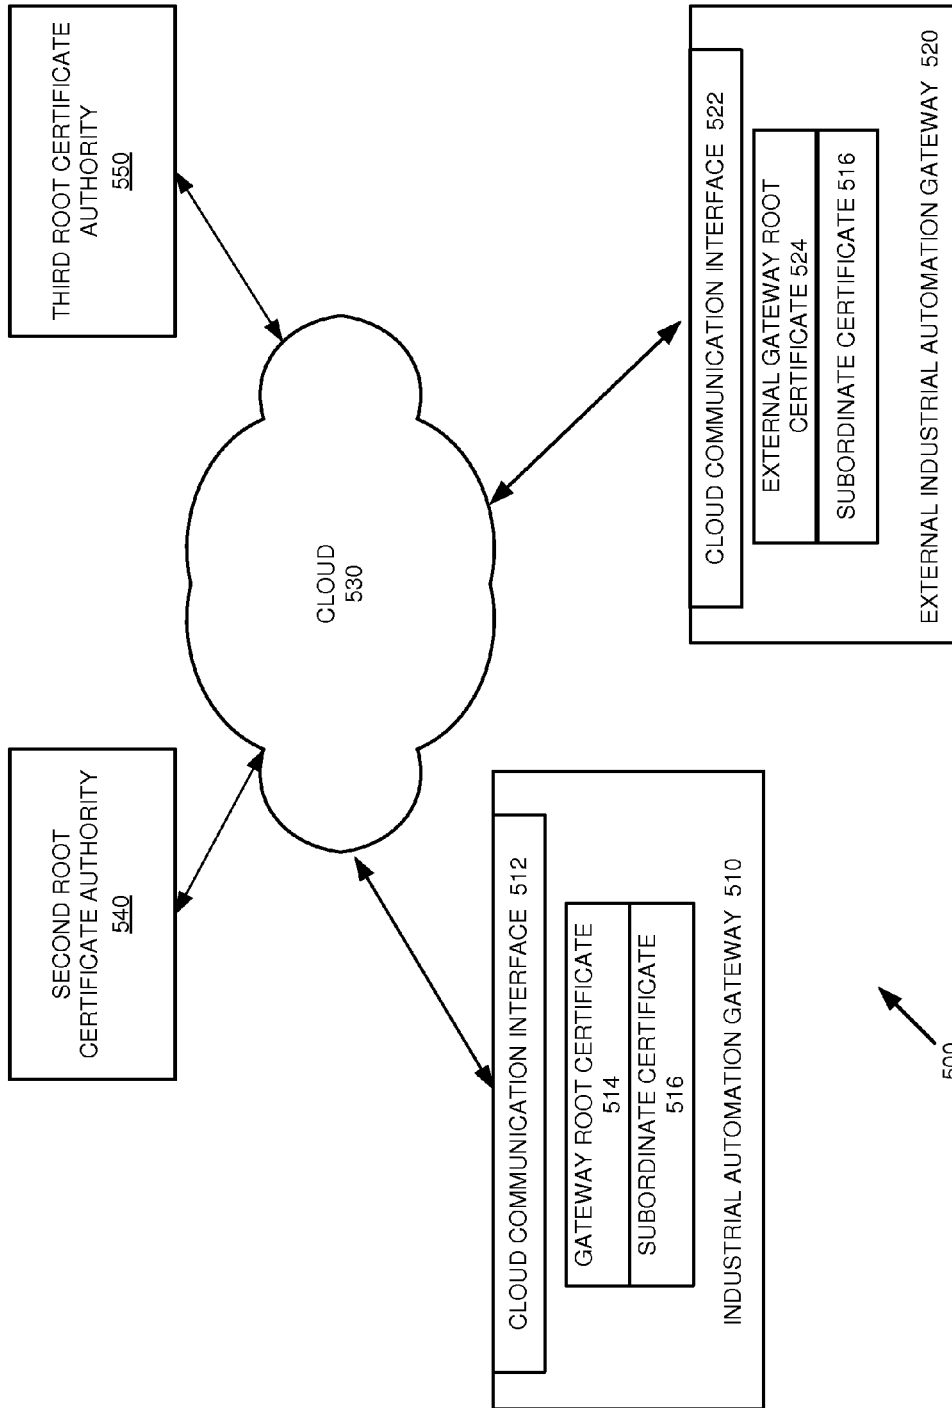 SECOND ROOT
CERTIFICATE AUTHORITY
540
THIRD ROOT CERTIFICATE
AUTHORITY
550
CLOUD
530
CLOUD COMMUNICATION INTERFACE 512
GATEWAY ROOT CERTIFICATE
514
SUBORDINATE CERTIFICATE
516
INDUSTRIAL AUTOMATION GATEWAY 510
CLOUD COMMUNICATION INTERFACE 522
EXTERNAL GATEWAY ROOT
CERTIFICATE 524
SUBORDINATE CERTIFICATE 516
EXTERNAL INDUSTRIAL AUTOMATION GATEWAY 520
500